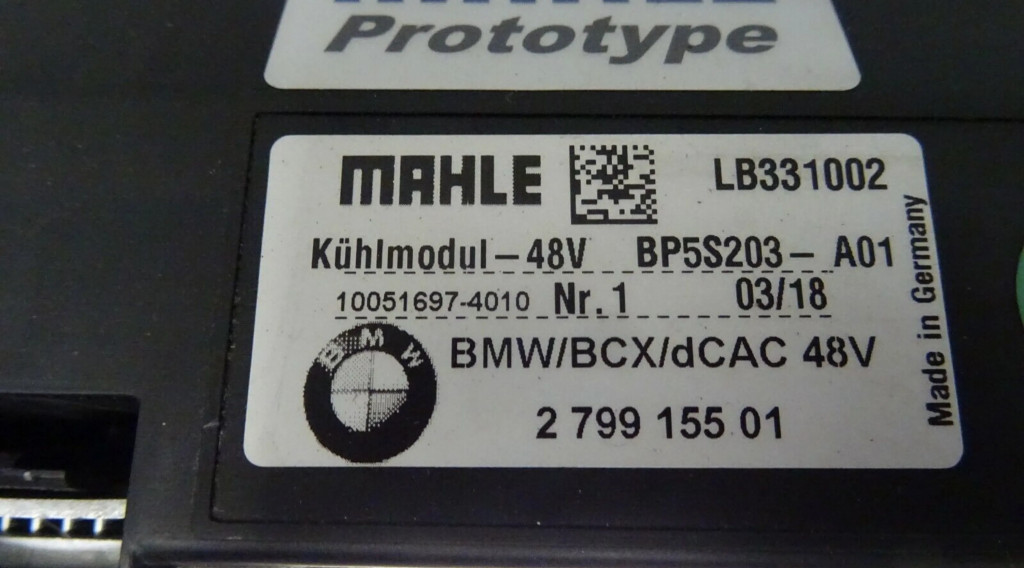 Prototype
MAHLE LB331002
Kühlmodul – 48V BP5S203 – A01
10051697-4010 Nr. 1 03/18
BMW
BMW/BCX/dCAC 48V
2 799 155 01
Made in Germany